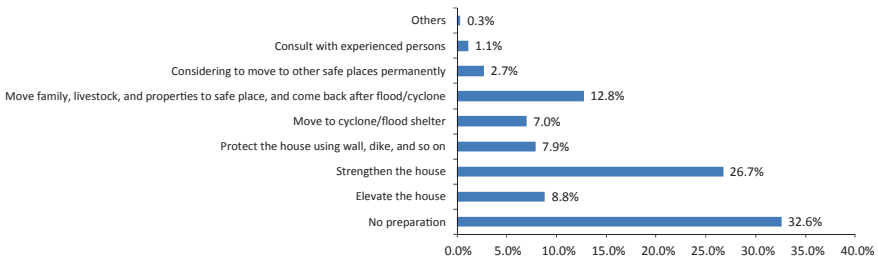 Others 0.3%
Consult with experienced persons 1.1%
Considering to move to other safe places permanently 2.7%
Move family, livestock, and properties to safe place, and come back after flood/cyclone 12.8%
Move to cyclone/flood shelter 7.0%
Protect the house using wall, dike, and so on 7.9%
Strengthen the house 26.7%
Elevate the house 8.8%
No preparation 32.6%
0.0% 5.0% 10.0% 15.0% 20.0% 25.0% 30.0% 35.0% 40.0%